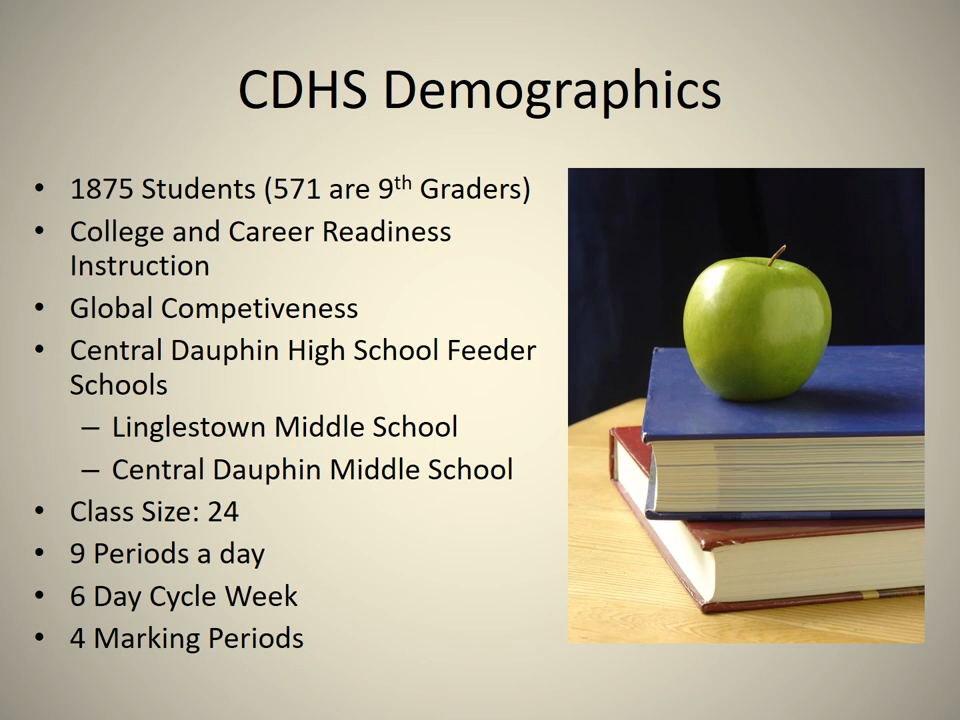 CDHS Demographics
• 1875 Students (571 are 9th Graders)
• College and Career Readiness
Instruction
• Global Competiveness
• Central Dauphin High School Feeder
Schools
– Linglestown Middle School
– Central Dauphin Middle School
• Class Size: 24
• 9 Periods a day
• 6 Day Cycle Week
• 4 Marking Periods